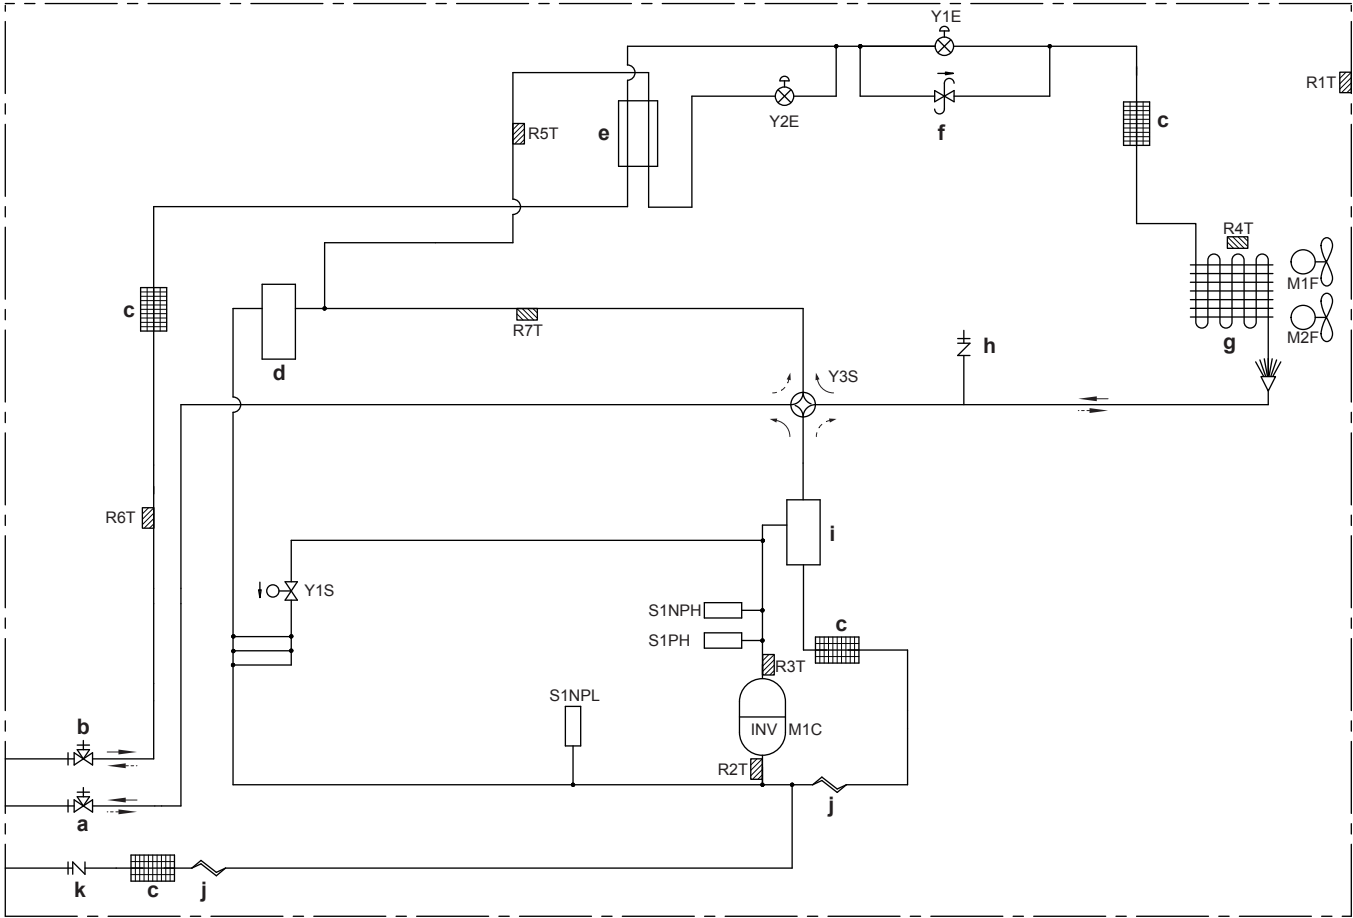 Y1E
R1T
Y2E
f
c
R5T
e
R4T
M1F
c
R7T
M2F
g
d
h
Y3S
R6T
i
Y1S
S1NPH
c
S1PH
R3T
S1NPL
b
INV
M1C
R2T
a
j
k
c
j